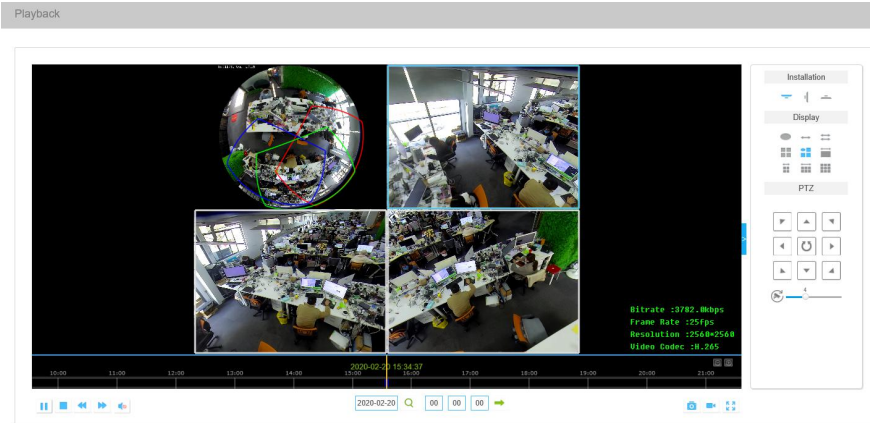 Playback
Installation
Display
PTZ
4
Bitrate :3782.0kbps
Frame Rate :25fps
Resolution :2560*2560
Video Codec :H.265
2020-02-20 15:34:37
10:00 11:00 12:00 13:00 14:00 15:00 16:00 17:00 18:00 19:00 20:00 21:00
2020-02-20 00 00 00